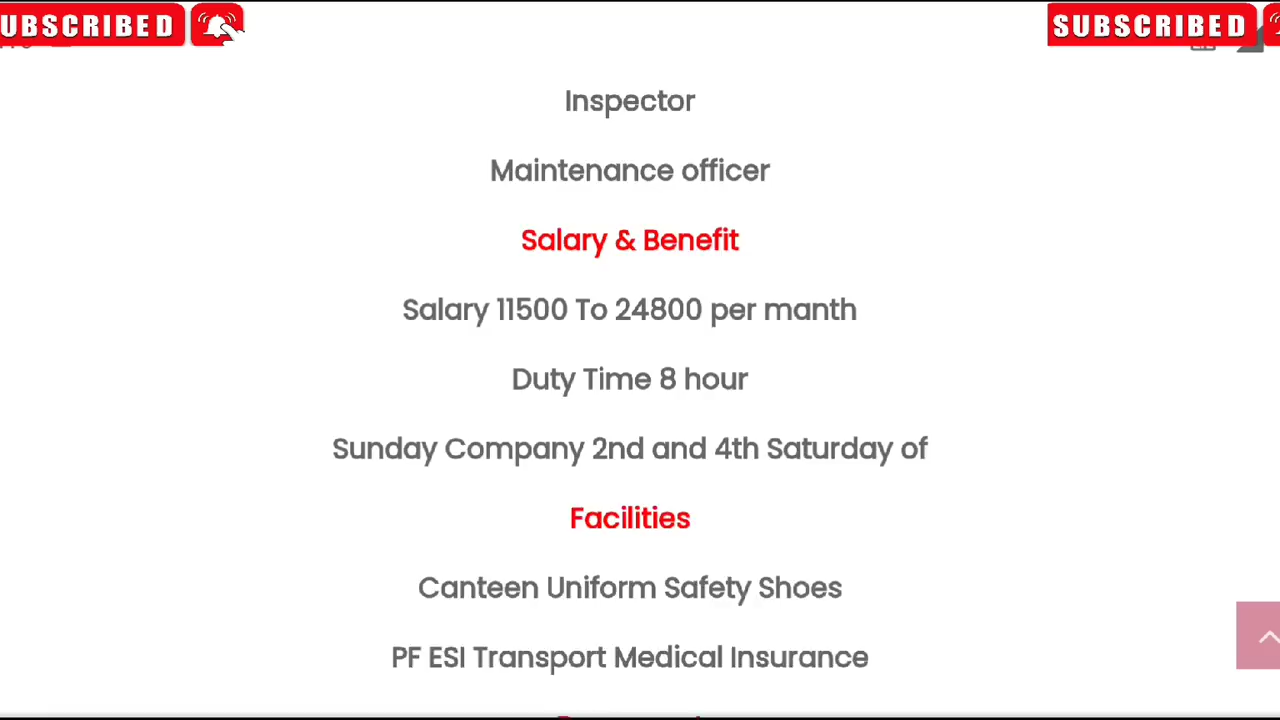 UBSCRIBED
SUBSCRIBED
Inspector
Maintenance officer
Salary & Benefit
Salary 11500 To 24800 per manth
Duty Time 8 hour
Sunday Company 2nd and 4th Saturday of
Facilities
Canteen Uniform Safety Shoes
PF ESI Transport Medical Insurance